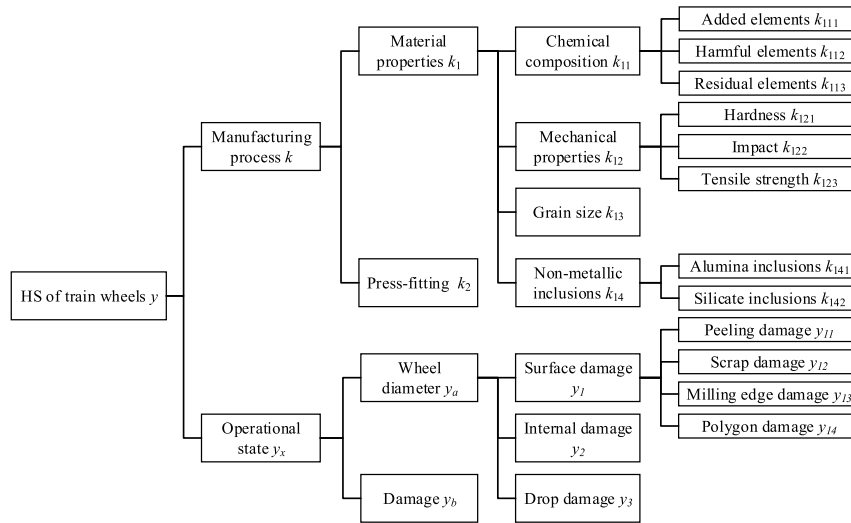 HS of train wheels y
Manufacturing
process k
Operational
state yx
Material
properties k1
Press-fitting k2
Wheel
diameter ya
Damage yb
Chemical
composition k11
Mechanical
properties k12
Grain size k13
Non-metallic
inclusions k14
Surface damage
y1
Internal damage
y2
Drop damage y3
Added elements k111
Harmful elements k112
Residual elements k113
Hardness k121
Impact k122
Tensile strength k123
Alumina inclusions k141
Silicate inclusions k142
Peeling damage y11
Scrap damage y12
Milling edge damage y13
Polygon damage y14